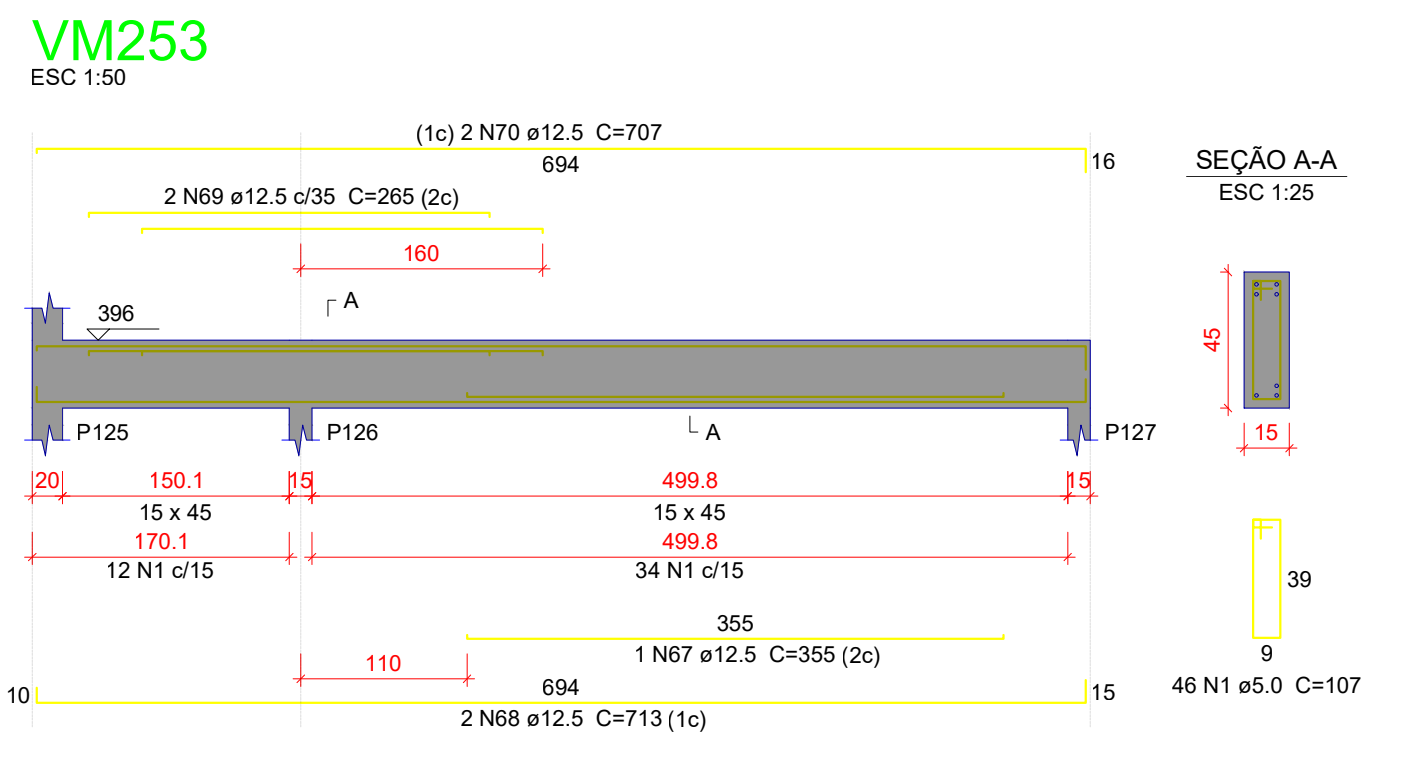 VM253
ESC 1:50
(1c) 2 N70 ø12.5 C=707
694
16
2 N69 ø12.5 c/35 C=265 (2c)
160
A
396
P125
P126
A
P127
20
150.1
15
499.8
15
15 x 45
15 x 45
170.1
499.8
12 N1 c/15
34 N1 c/15
355
1 N67 ø12.5 C=355 (2c)
110
10
694
15
2 N68 ø12.5 C=713 (1c)
SEÇÃO A-A
ESC 1:25
45
15
39
9
46 N1 ø5.0 C=107